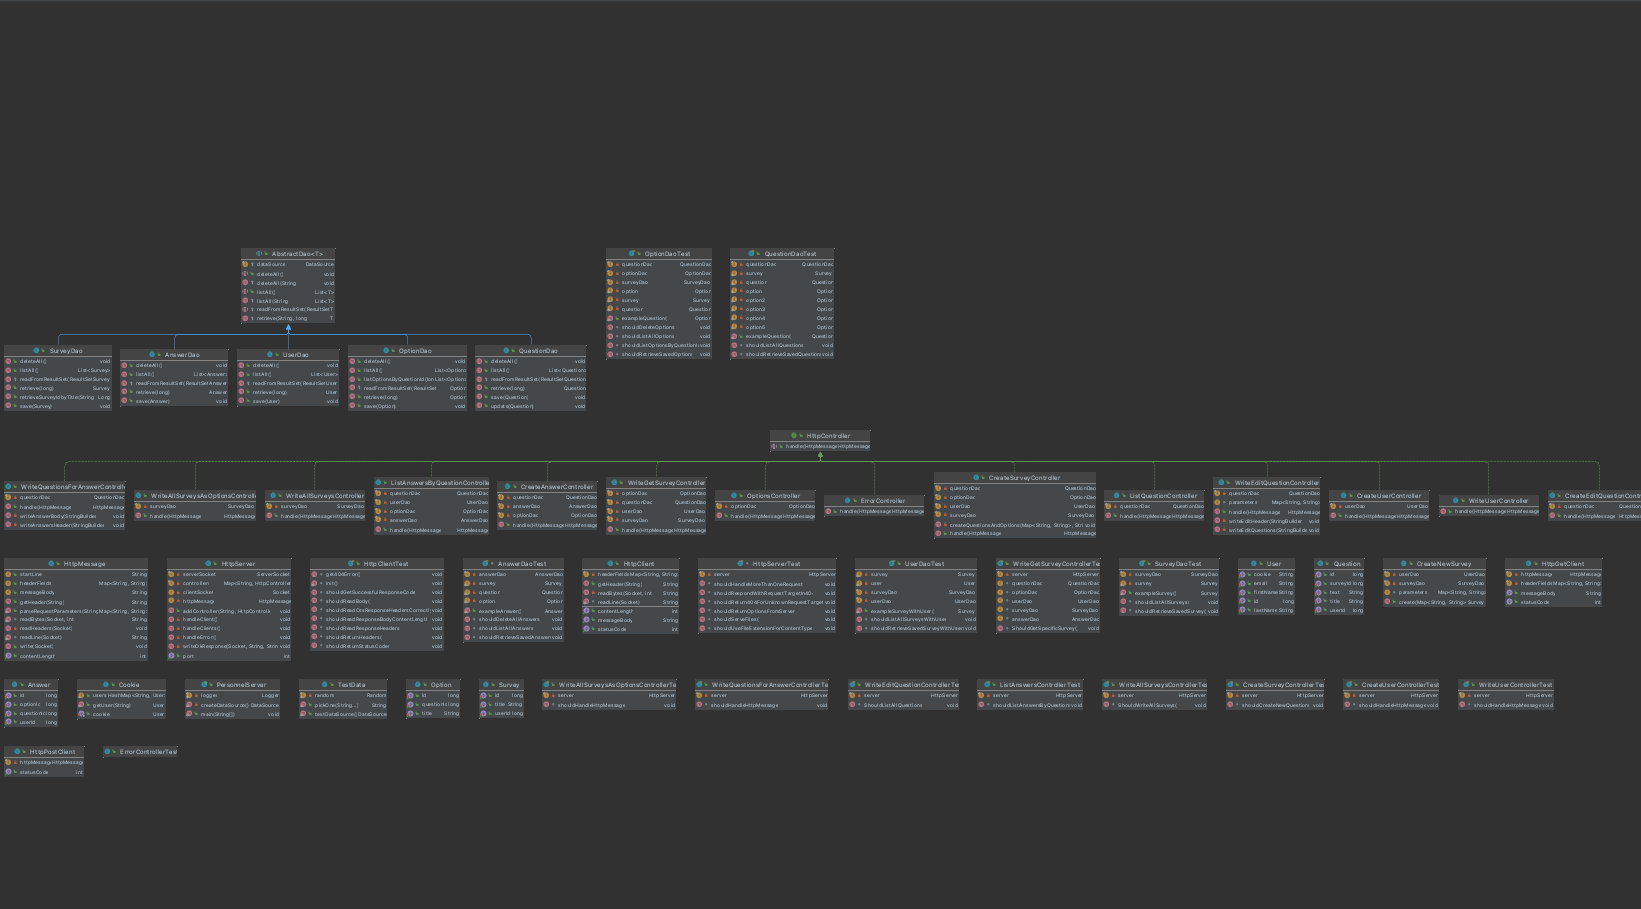 AbstractDao<T>
dataSource DataSource
deleteAll() void
deleteAll(String void
listAll() List<T>
listAll(String List<T>
readFromResultSet(ResultSet T
retrieve(String, long T
OptionDaoTest
questionDao QuestionDao
optionDao OptionDao
surveyDao SurveyDao
option Option
survey Survey
question Question
exampleQuestion( Option
shouldDeleteOptions void
shouldListAllOptions void
shouldListOptionsByQuestionI void
shouldRetrieveSavedOptions void
QuestionDaoTest
questionDao QuestionDao
survey Survey
question Question
option Option
option2 Option
option3 Option
option4 Option
option5 Option
exampleQuestion( Question
shouldListAllQuestions void
shouldRetrieveSavedQuestions void
SurveyDao
deleteAll() void
listAll() List<Survey>
readFromResultSet(ResultSet Survey
retrieve(long) Survey
retrieveSurveyIdbyTitle(String Long
save(Survey) void
AnswerDao
deleteAll() void
listAll() List<Answer>
readFromResultSet(ResultSet Answer
retrieve(long) Answer
save(Answer) void
UserDao
deleteAll() void
listAll() List<User>
readFromResultSet(ResultSet User
retrieve(long) User
save(User) void
OptionDao
deleteAll() void
listAll() List<Option>
listOptionsByQuestionId(lon List<Option>
readFromResultSet(ResultSet Option
retrieve(long) Option
save(Option) void
QuestionDao
deleteAll() void
listAll() List<Question>
readFromResultSet(ResultSet Question
retrieve(long) Question
save(Question) void
update(Question) void
HttpController
handle(HttpMessage HttpMessage
WriteQuestionsForAnswerControll
questionDao QuestionDao
handle(HttpMessage HttpMessage
writeAnswerBody(StringBuilder void
writeAnswersHeader(StringBuilder void
WriteAllSurveysAsOptionsControlle
surveyDao SurveyDao
handle(HttpMessage HttpMessage
WriteAllSurveysController
surveyDao SurveyDao
handle(HttpMessage HttpMessage
ListAnswersByQuestionControlle
questionDao QuestionDao
userDao UserDao
optionDao OptionDao
answerDao AnswerDao
handle(HttpMessage HttpMessage
CreateAnswerController
questionDao QuestionDao
answerDao AnswerDao
optionDao OptionDao
handle(HttpMessage HttpMessage
WriteGetSurveyController
optionDao OptionDao
questionDao QuestionDao
userDao UserDao
surveyDao SurveyDao
handle(HttpMessage HttpMessage
OptionsController
optionDao OptionDao
handle(HttpMessage HttpMessage
ErrorController
handle(HttpMessage HttpMessage
CreateSurveyController
questionDao QuestionDao
optionDao OptionDao
userDao UserDao
surveyDao SurveyDao
createQuestionsAndOptions(Map<String, String>, Stri void
handle(HttpMessage HttpMessage
ListQuestionController
questionDao QuestionDao
handle(HttpMessage HttpMessage
WriteEditQuestionController
questionDao QuestionDao
parameters Map<String, String>
handle(HttpMessage HttpMessage
writeEditHeader(StringBuilder void
writeEditQuestions(StringBuilde void
CreateUserController
userDao UserDao
handle(HttpMessage HttpMessage
WriteUserController
handle(HttpMessage HttpMessage
CreateEditQuestionContr
questionDao QuestionDao
handle(HttpMessage HttpMe
HttpMessage
startLine String
headerFields Map<String, String>
messageBody String
getHeader(String) String
parseRequestParameters(String Map<String, String>
readBytes(Socket, int String
readHeaders(Socket) void
readLine(Socket) String
write(Socket) void
contentLength int
HttpServer
serverSocket ServerSocket
controllers Map<String, HttpController
clientSocket Socket
httpMessage HttpMessage
addController(String, HttpControlle void
handleClient() void
handleClients() void
handleError() void
writeOkResponse(Socket, String, Strin void
port int
HttpClientTest
get404Error() void
init() void
shouldGetSuccessfulResponseCode void
shouldReadBody( void
shouldReadConResponseHeadersCorrectl void
shouldReadResponseBodyContentLengt void
shouldReadResponseHeaders void
shouldReturnHeaders( void
shouldReturnStatusCode( void
AnswerDaoTest
answerDao AnswerDao
survey Survey
question Question
option Option
exampleAnswer() Answer
shouldDeleteAllAnswers void
shouldListAllAnswers void
shouldRetrieveSavedAnswer void
HttpClient
headerFields Map<String, String>
getHeader(String) String
readBytes(Socket, int String
readLine(Socket) String
contentLength int
messageBody String
statusCode int
HttpServerTest
server HttpServer
shouldHandleMoreThanOneRequest void
shouldRespondWithRequestTargetIn404( void
shouldReturn404ForUnknownRequestTarget void
shouldReturnOptionsFromServer void
shouldServeFiles( void
shouldUseFileExtensionForContentType void
UserDaoTest
survey Survey
user User
surveyDao SurveyDao
userDao UserDao
exampleSurveyWithUser( Survey
shouldListAllSurveysWithUser void
shouldRetrieveSavedSurveyWithUser void
WriteGetSurveyControllerTe
server HttpServer
questionDao QuestionDao
optionDao OptionDao
userDao UserDao
surveyDao SurveyDao
answerDao AnswerDao
ShouldGetSpecificSurvey( void
SurveyDaoTest
surveyDao SurveyDao
survey Survey
exampleSurvey() Survey
shouldListAllSurveys void
shouldRetrieveSavedSurvey( void
User
cookie String
email String
firstName String
id long
lastName String
Question
id long
surveyId long
text String
title String
userId long
CreateNewSurvey
userDao UserDao
surveyDao SurveyDao
parameters Map<String, String>
create(Map<String, String>) Survey
HttpGetClient
httpMessage HttpMessage
headerFields Map<String, String>
messageBody String
statusCode int
Answer
id long
optionId long
questionId long
userId long
Cookie
users HashMap<String, User>
getUser(String) User
cookie User
PersonnelServer
logger Logger
createDataSource() DataSource
main(String[]) void
TestData
random Random
pickOne(String...) String
testDataSource() DataSource
Option
id long
questionId long
title String
Survey
id long
title String
userId long
WriteAllSurveysAsOptionsControllerTe
server HttpServer
shouldHandleHttpMessage void
WriteQuestionsForAnswerControllerTe
server HttpServer
shouldHandleHttpMessage void
WriteEditQuestionControllerTes
server HttpServer
ShouldListAllQuestions void
ListAnswersControllerTest
server HttpServer
shouldListAnswersByQuestion void
WriteAllSurveysControllerTes
server HttpServer
ShouldWriteAllSurveys( void
CreateSurveyControllerTes
server HttpServer
shouldCreateNewQuestion void
CreateUserControllerTest
server HttpServer
shouldHandleHttpMessage void
WriteUserControllerTest
server HttpServer
shouldHandleHttpMessage void
HttpPostClient
httpMessage HttpMessage
statusCode int
ErrorControllerTest